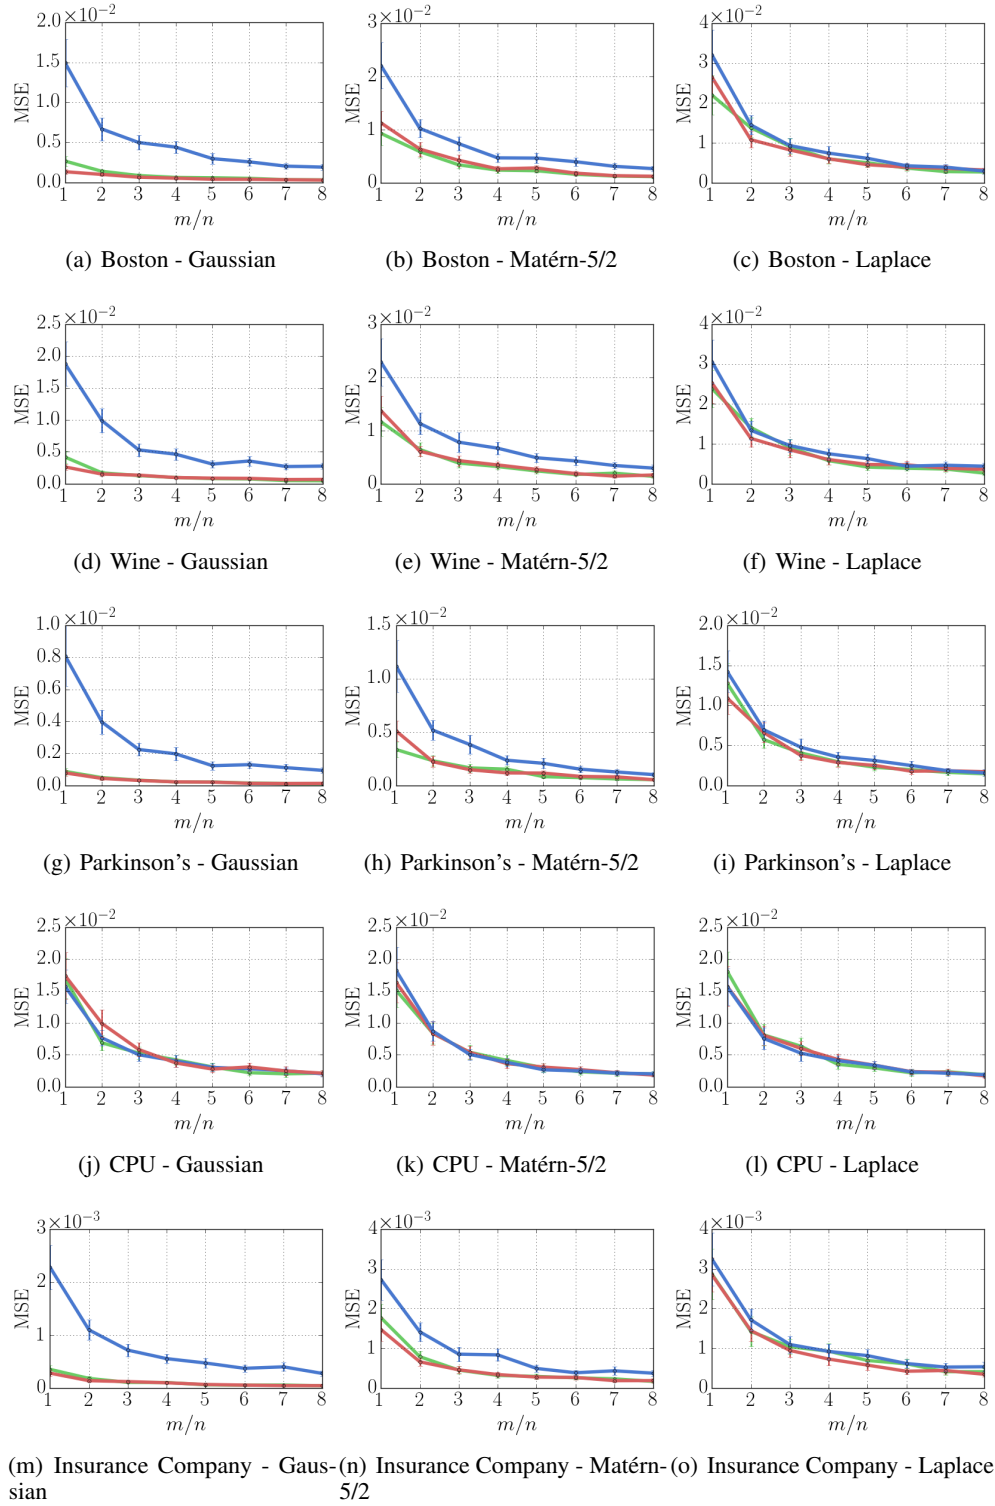 ×10⁻² ×10⁻² ×10⁻²
2.0 1.5 1.0 0.5 0.0 MSE 1 2 3 4 5 6 7 8 m/n
3 2 1 0 MSE 1 2 3 4 5 6 7 8 m/n
4 3 2 1 0 MSE 1 2 3 4 5 6 7 8 m/n
(a) Boston - Gaussian
(b) Boston - Matérn-5/2
(c) Boston - Laplace
×10⁻² ×10⁻² ×10⁻²
2.5 2.0 1.5 1.0 0.5 0.0 MSE 1 2 3 4 5 6 7 8 m/n
3 2 1 0 MSE 1 2 3 4 5 6 7 8 m/n
4 3 2 1 0 MSE 1 2 3 4 5 6 7 8 m/n
(d) Wine - Gaussian
(e) Wine - Matérn-5/2
(f) Wine - Laplace
×10⁻² ×10⁻² ×10⁻²
1.0 0.8 0.6 0.4 0.2 0.0 MSE 1 2 3 4 5 6 7 8 m/n
1.5 1.0 0.5 0.0 MSE 1 2 3 4 5 6 7 8 m/n
2.0 1.5 1.0 0.5 0.0 MSE 1 2 3 4 5 6 7 8 m/n
(g) Parkinson's - Gaussian
(h) Parkinson's - Matérn-5/2
(i) Parkinson's - Laplace
×10⁻² ×10⁻² ×10⁻²
2.5 2.0 1.5 1.0 0.5 0.0 MSE 1 2 3 4 5 6 7 8 m/n
2.5 2.0 1.5 1.0 0.5 0.0 MSE 1 2 3 4 5 6 7 8 m/n
2.5 2.0 1.5 1.0 0.5 0.0 MSE 1 2 3 4 5 6 7 8 m/n
(j) CPU - Gaussian
(k) CPU - Matérn-5/2
(l) CPU - Laplace
×10⁻³ ×10⁻³ ×10⁻³
3 2 1 0 MSE 1 2 3 4 5 6 7 8 m/n
4 3 2 1 0 MSE 1 2 3 4 5 6 7 8 m/n
4 3 2 1 0 MSE 1 2 3 4 5 6 7 8 m/n
(m) Insurance Company - Gaus-
sian
(n) Insurance Company - Matérn-
5/2
(o) Insurance Company - Laplace